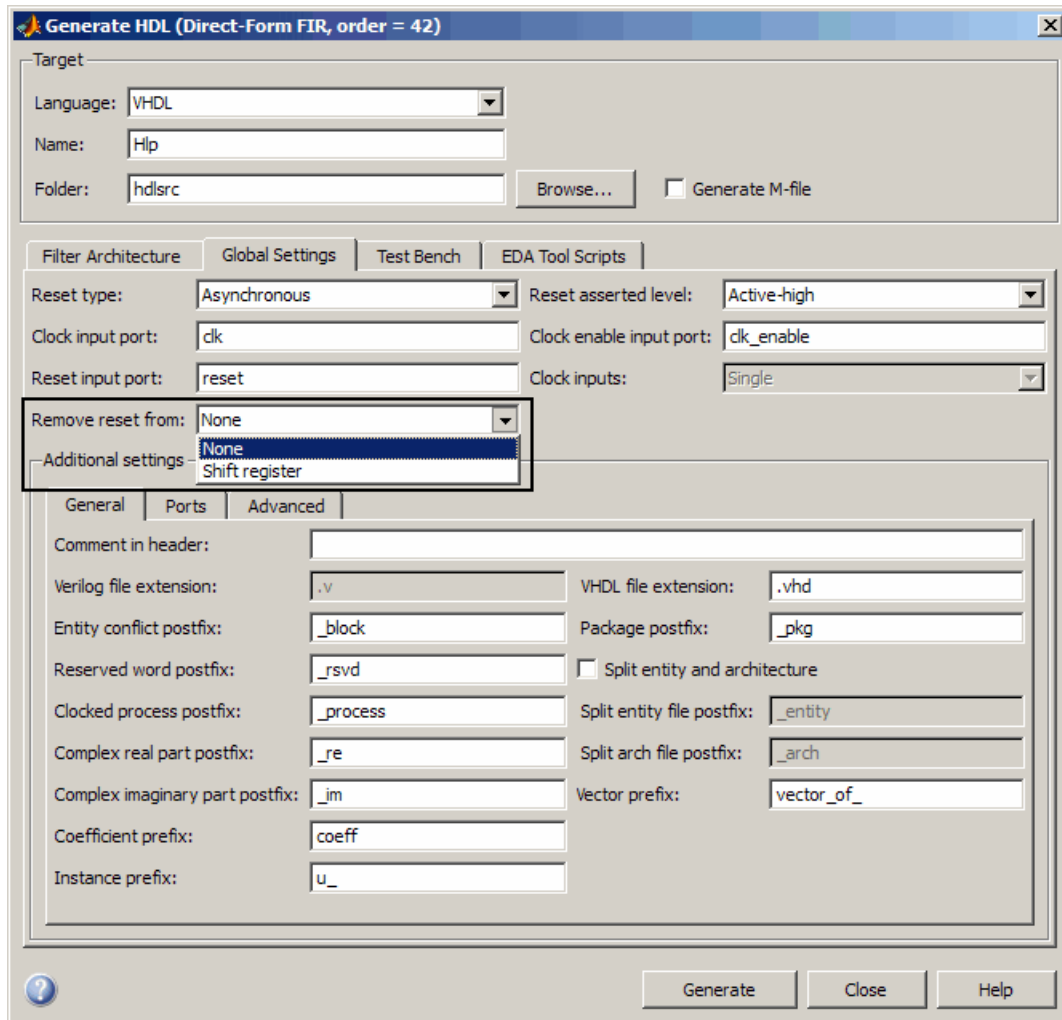 Generate HDL (Direct-Form FIR, order = 42)
Target
Language: VHDL
Name: Hlp
Folder: hdlsrc Browse... Generate M-file
Filter Architecture Global Settings Test Bench EDA Tool Scripts
Reset type: Asynchronous Reset asserted level: Active-high
Clock input port: clk Clock enable input port: clk_enable
Reset input port: reset Clock inputs: Single
Remove reset from: None
None
Additional settings
Shift register
General Ports Advanced
Comment in header:
Verilog file extension: .v VHDL file extension: .vhd
Entity conflict postfix: _block Package postfix: _pkg
Reserved word postfix: _rsvd Split entity and architecture
Clocked process postfix: _process Split entity file postfix: _entity
Complex real part postfix: _re Split arch file postfix: _arch
Complex imaginary part postfix: _im Vector prefix: vector_of_
Coefficient prefix: coeff
Instance prefix: u_
? Generate Close Help